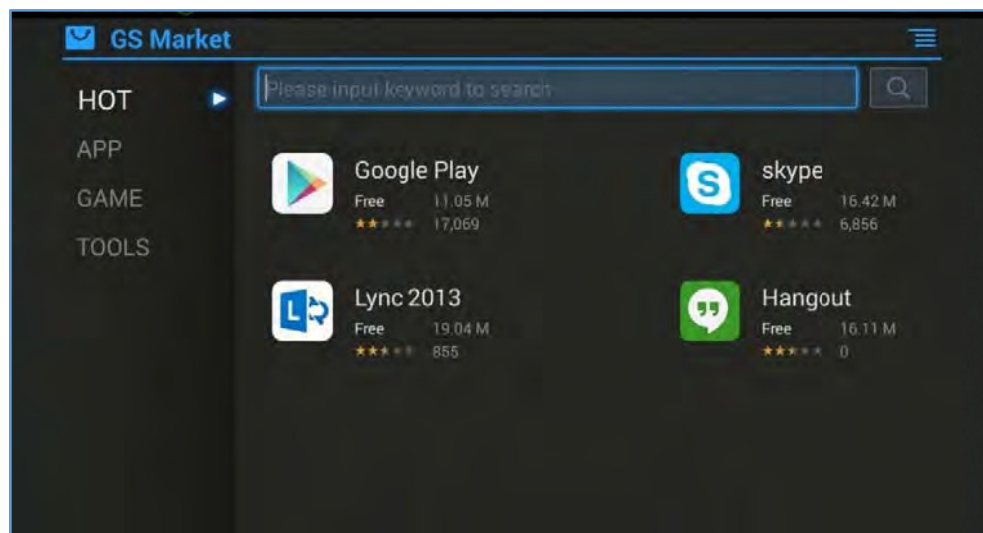 GS Market
HOT
APP
GAME
TOOLS
Please input keyword to search
Google Play
Free 11.05 M
17,069
skype
Free 16.42 M
6,856
L
Lync 2013
Free 19.04 M
855
Hangout
Free 16.11 M
0